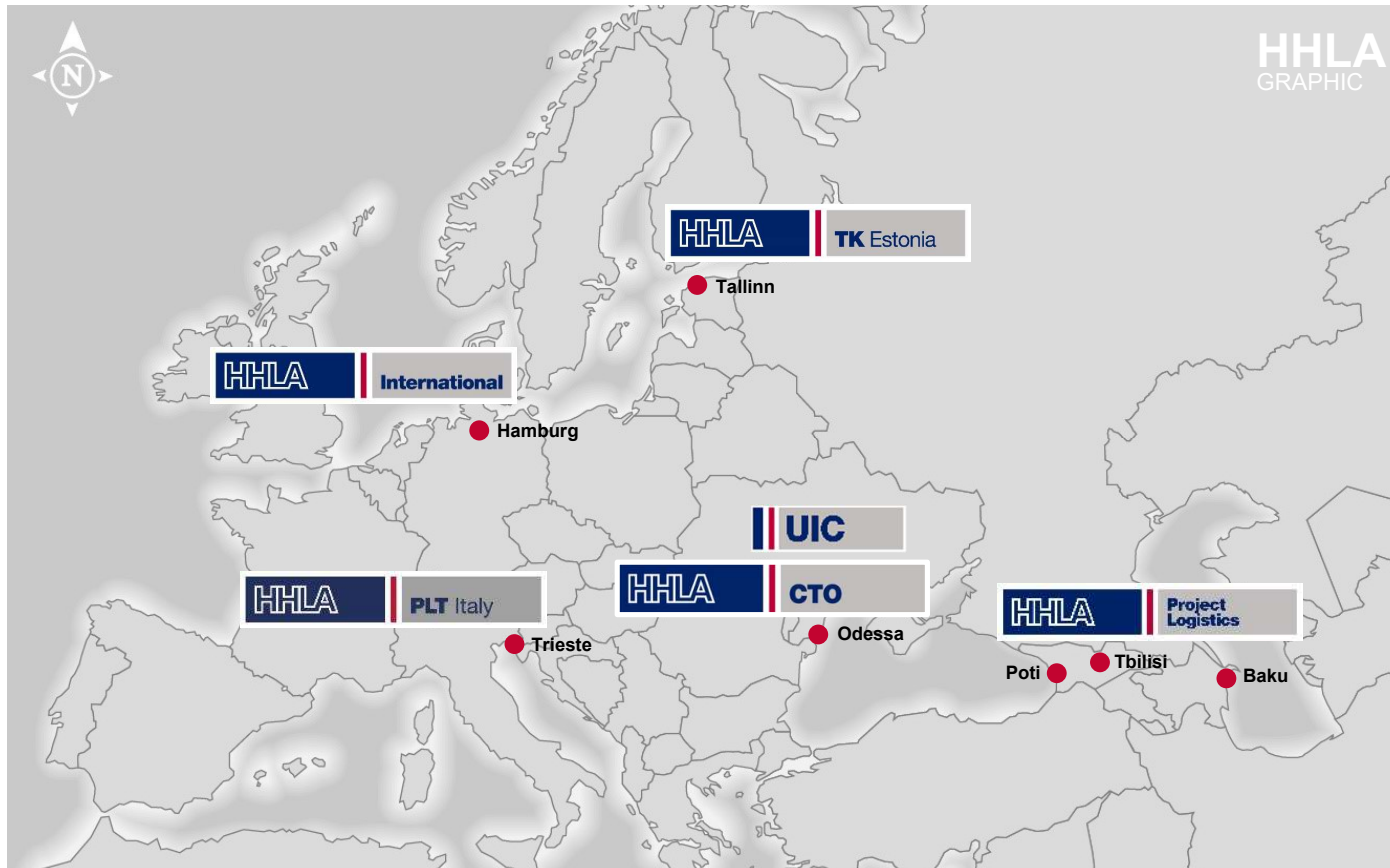 N
HHLA
GRAPHIC
HHLA TK Estonia
Tallinn
HHLA International
Hamburg
UIC
HHLA PLT Italy
HHLA CTO
HHLA Project
Logistics
Odessa
Trieste
Tbilisi
Poti
Baku